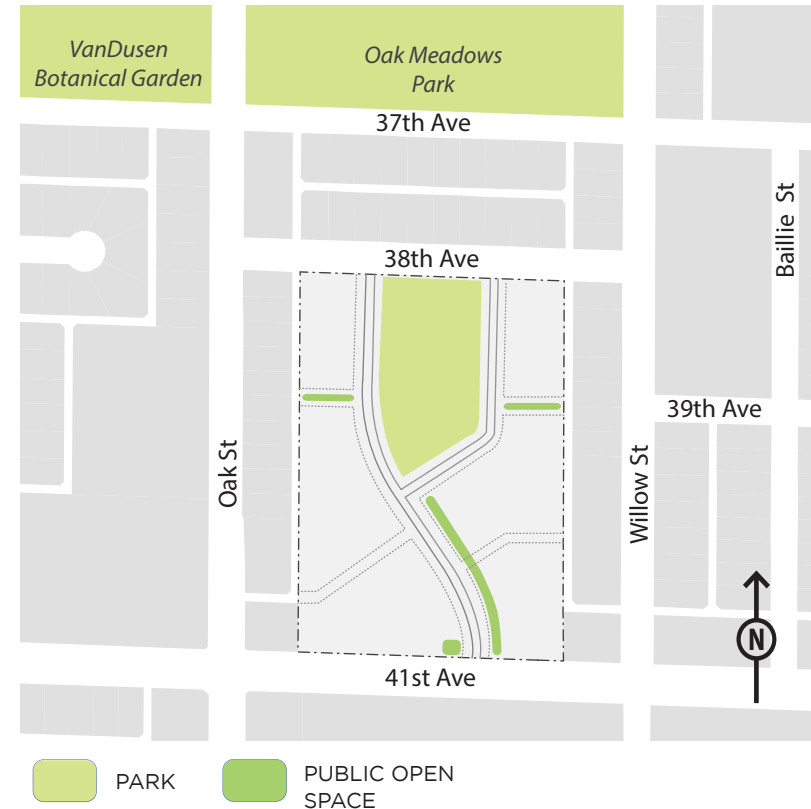 VanDusen
Botanical Garden
Oak Meadows
Park
37th Ave
Baillie St
38th Ave
39th Ave
Oak St
Willow St
N
41st Ave
PARK
PUBLIC OPEN
SPACE